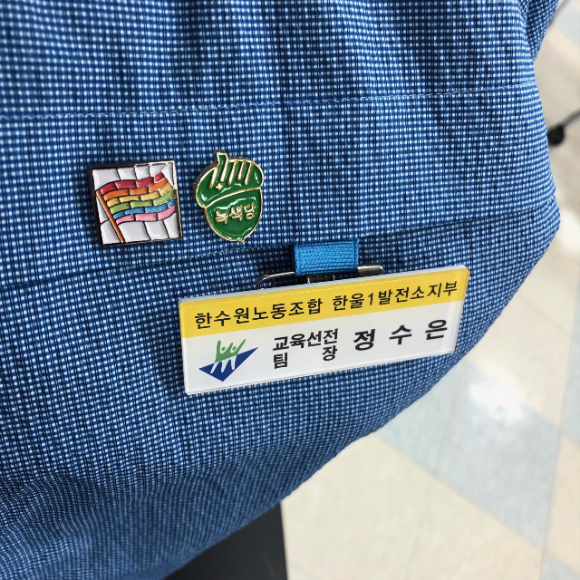 녹색당
한수원노동조합 한울1발전소지부
교육선전
팀 장 정 수 은